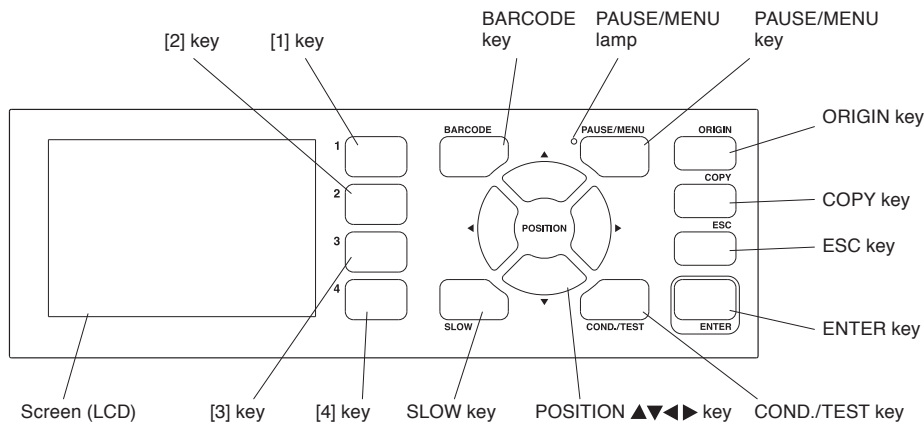 BARCODE
key
PAUSE/MENU
lamp
PAUSE/MENU
key
[2] key
[1] key
ORIGIN key
COPY key
ESC key
ENTER key
BARCODE
PAUSE/MENU
ORIGIN
1
COPY
2
ESC
POSITION
3
4
SLOW
COND./TEST
ENTER
Screen (LCD)
[3] key
[4] key
SLOW key
POSITION ▲▼◀▶ key
COND./TEST key